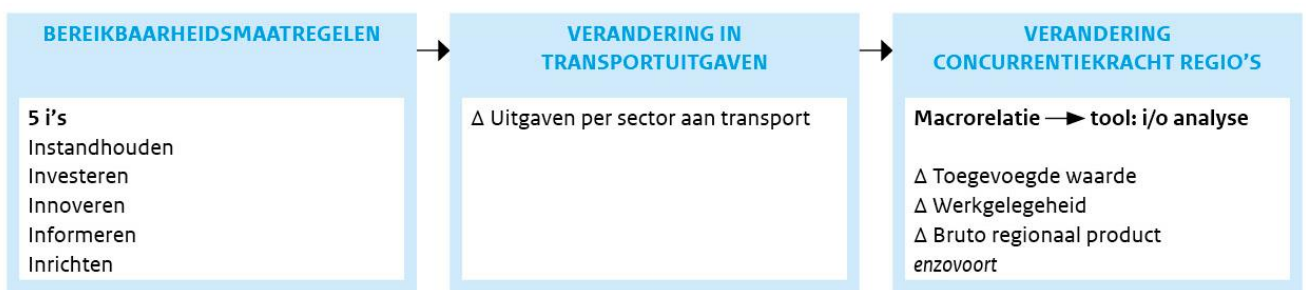 BEREIKBAARHEIDSMAATREGELEN
5 i’s
Instandhouden
Investeren
Innoveren
Informeren
Inrichten
VERANDERING IN
TRANSPORTUITGAVEN
Δ Uitgaven per sector aan transport
VERANDERING
CONCURRENTIEKRACHT REGIO’S
Macrorelatie → tool: i/o analyse
Δ Toegevoegde waarde
Δ Werkgelegeheid
Δ Bruto regionaal product
enzovoort